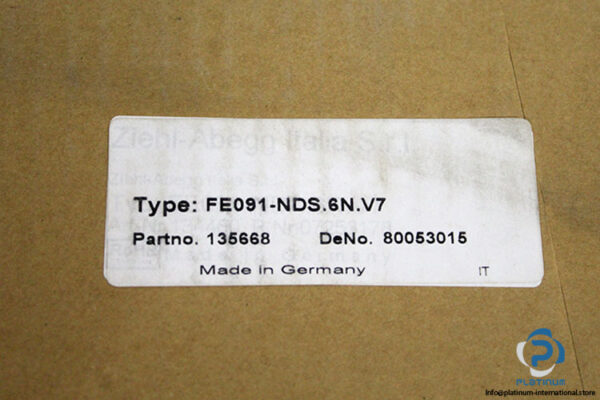 Ziehl-Abegg Italia S.r.l.
Type: FE091-NDS.6N.V7
Partno. 135668 DeNo. 80053015
Made in Germany
IT
PLATINUM
info@platinum-international.store